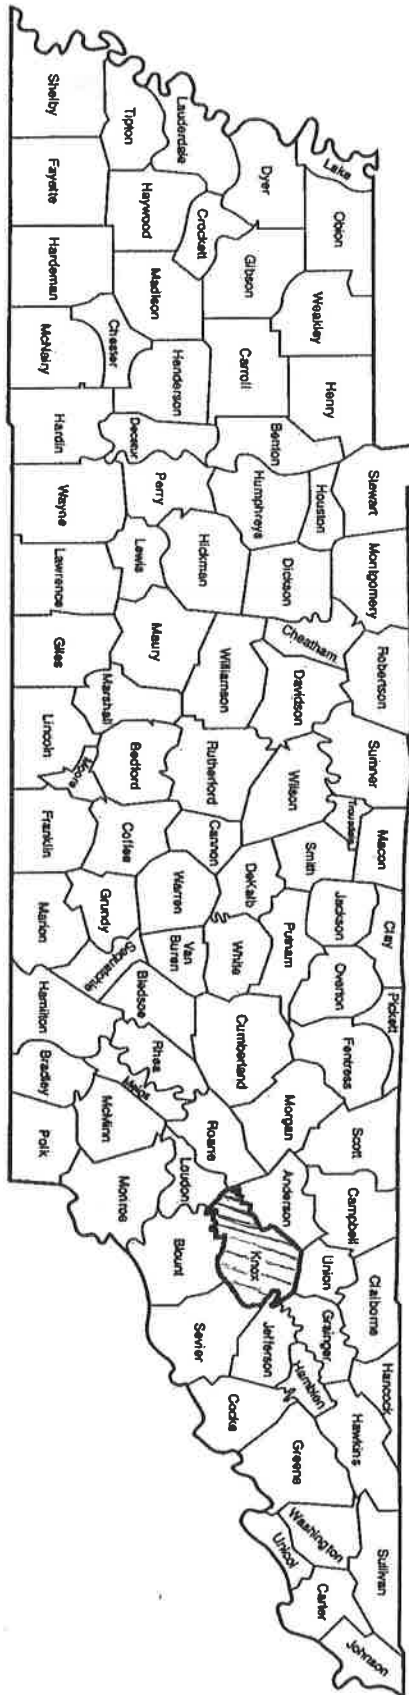 Lake
Obion
Weakley
Henry
Stewart
Montgomery
Robertson
Sumner
Trousdale
Macon
Clay
Pickett
Scott
Campbell
Claiborne
Hancock
Hawkins
Sullivan
Johnson
Dyer
Gibson
Carroll
Benton
Houston
Humphreys
Dickson
Cheatham
Davidson
Wilson
Smith
Jackson
Overton
Fentress
Morgan
Anderson
Union
Grainger
Hamblen
Greene
Washington
Unicoi
Carter
Lauderdale
Crockett
Haywood
Madison
Henderson
Decatur
Perry
Hickman
Williamson
Rutherford
Cannon
DeKalb
Putnam
White
Cumberland
Roane
Loudon
Knox
Jefferson
Sevier
Cocke
Tipton
Chester
Lewis
Maury
Marshall
Bedford
Coffee
Warren
Van
Buren
Grundy
Sequatchie
Bledsoe
Rhea
Meigs
McMinn
Monroe
Blount
Shelby
Fayette
Hardeman
McNairy
Hardin
Wayne
Lawrence
Giles
Lincoln
Moore
Franklin
Marion
Hamilton
Bradley
Polk